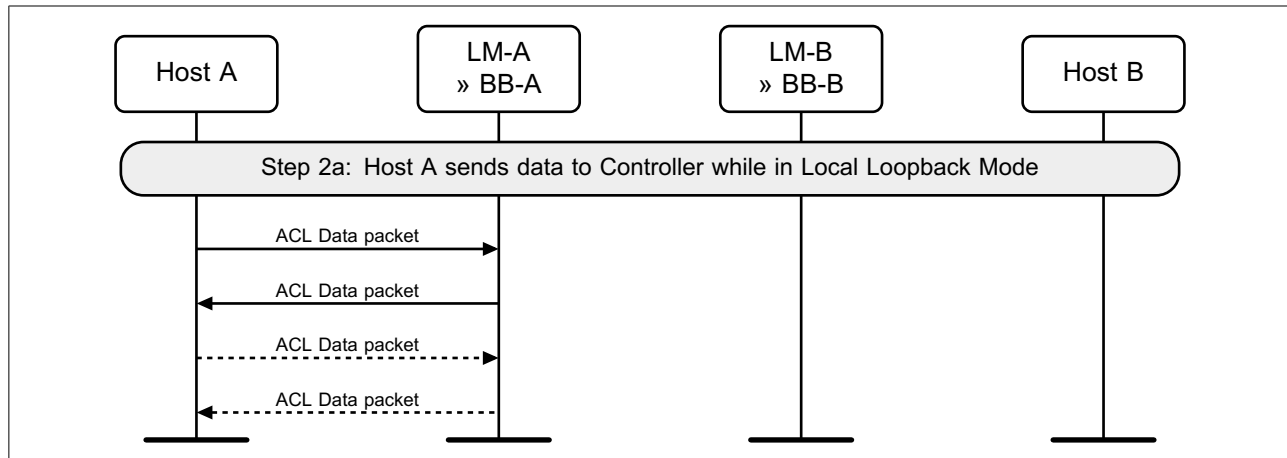 Host A
LM-A
» BB-A
LM-B
» BB-B
Host B
Step 2a: Host A sends data to Controller while in Local Loopback Mode
ACL Data packet
ACL Data packet
ACL Data packet
ACL Data packet